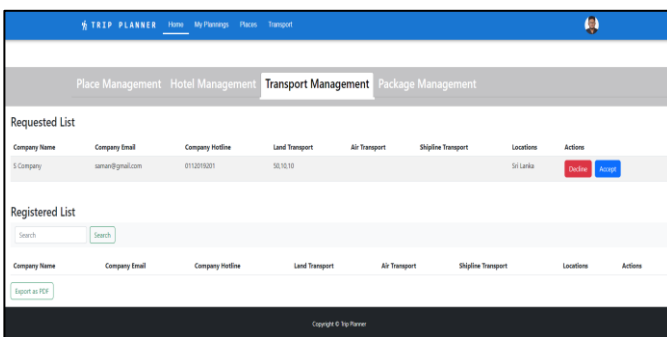 TRIP PLANNER Home My Plannings Places Transport
Place Management Hotel Management Transport Management Package Management
Requested List
Company Name Company Email Company Hotline Land Transport Air Transport Shipline Transport Locations Actions
S Company saman@gmail.com 0112019201 50,10,10 Sri Lanka Decline Accept
Registered List
Search Search
Company Name Company Email Company Hotline Land Transport Air Transport Shipline Transport Locations Actions
Export as PDF
Copyright © Trip Planner